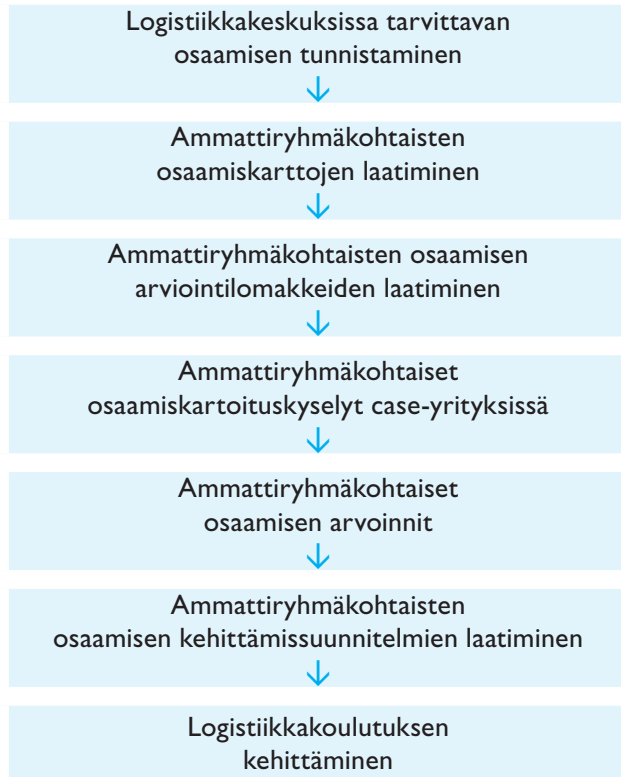 Logistiikkakeskuksissa tarvittavan
osaamisen tunnistaminen
Ammattiryhmäkohtaisten
osaamiskarttojen laatiminen
Ammattiryhmäkohtaisten osaamisen
arviointilomakkeiden laatiminen
Ammattiryhmäkohtaiset
osaamiskartoituskyselyt case-yrityksissä
Ammattiryhmäkohtaiset
osaamisen arvoinnit
Ammattiryhmäkohtaisten
osaamisen kehittämissuunnitelmien laatiminen
Logistiikkakoulutuksen
kehittäminen